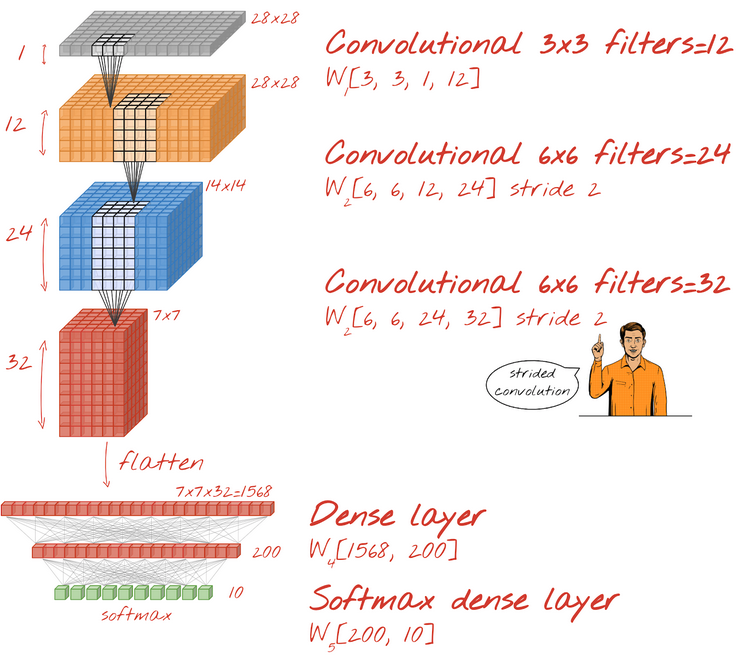 28x28
1
Convolutional 3x3 filters=12
W1[3, 3, 1, 12]
28x28
12
Convolutional 6x6 filters=24
W2[6, 6, 12, 24] stride 2
14x14
24
Convolutional 6x6 filters=32
W2[6, 6, 24, 32] stride 2
7x7
32
strided
convolution
flatten
7x7x32=1568
Dense layer
W4[1568, 200]
200
10
softmax
Softmax dense layer
W5[200, 10]